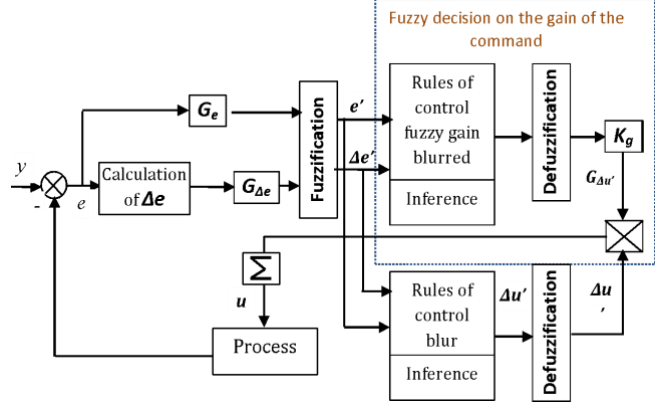 Fuzzy decision on the gain of the
command
Rules of
control
fuzzy gain
blurred
Inference
Defuzzification
Kg
GΔu'
Ge
Fuzzification
e'
Δe'
y
-
e
Calculation
of Δe
GΔe
Σ
u
Process
Rules of
control
blur
Inference
Δu'
Defuzzification
Δu
'